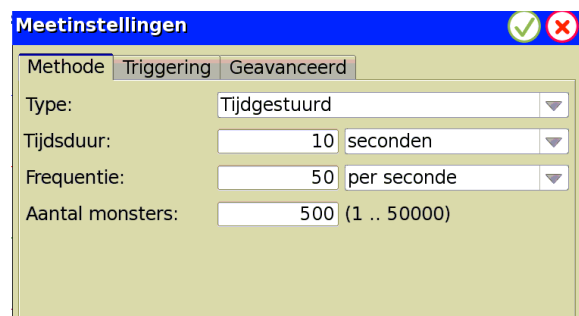 Meetinstellingen
Methode Triggering Geavanceerd
Type: Tijdgestuurd
Tijdsduur: 10 seconden
Frequentie: 50 per seconde
Aantal monsters: 500 (1 .. 50000)